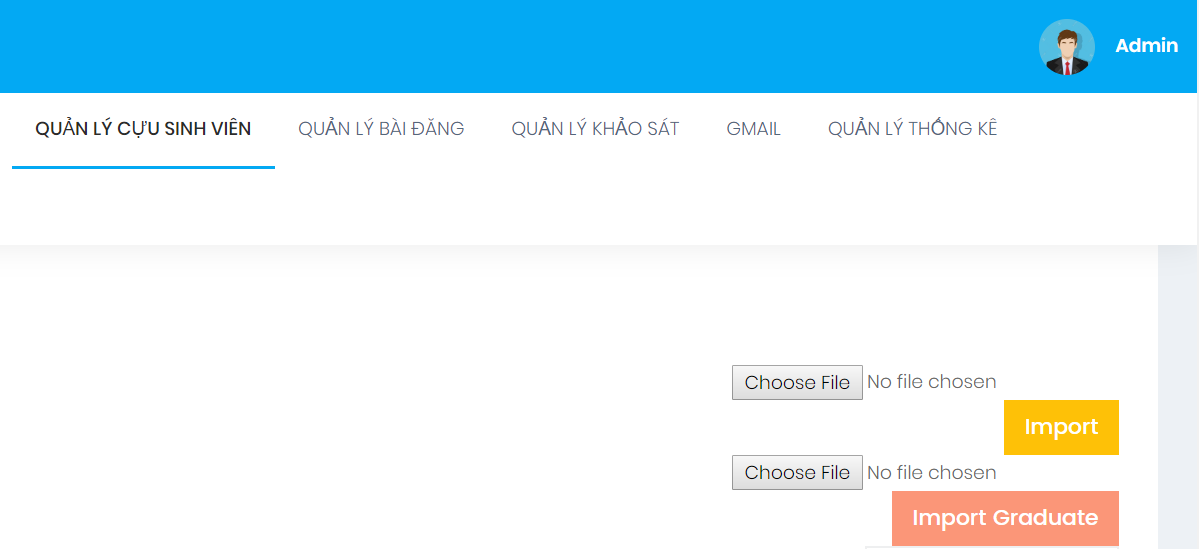 Admin
QUẢN LÝ CỰU SINH VIÊN QUẢN LÝ BÀI ĐĂNG QUẢN LÝ KHẢO SÁT GMAIL QUẢN LÝ THỐNG KÊ
Choose File No file chosen
Import
Choose File No file chosen
Import Graduate